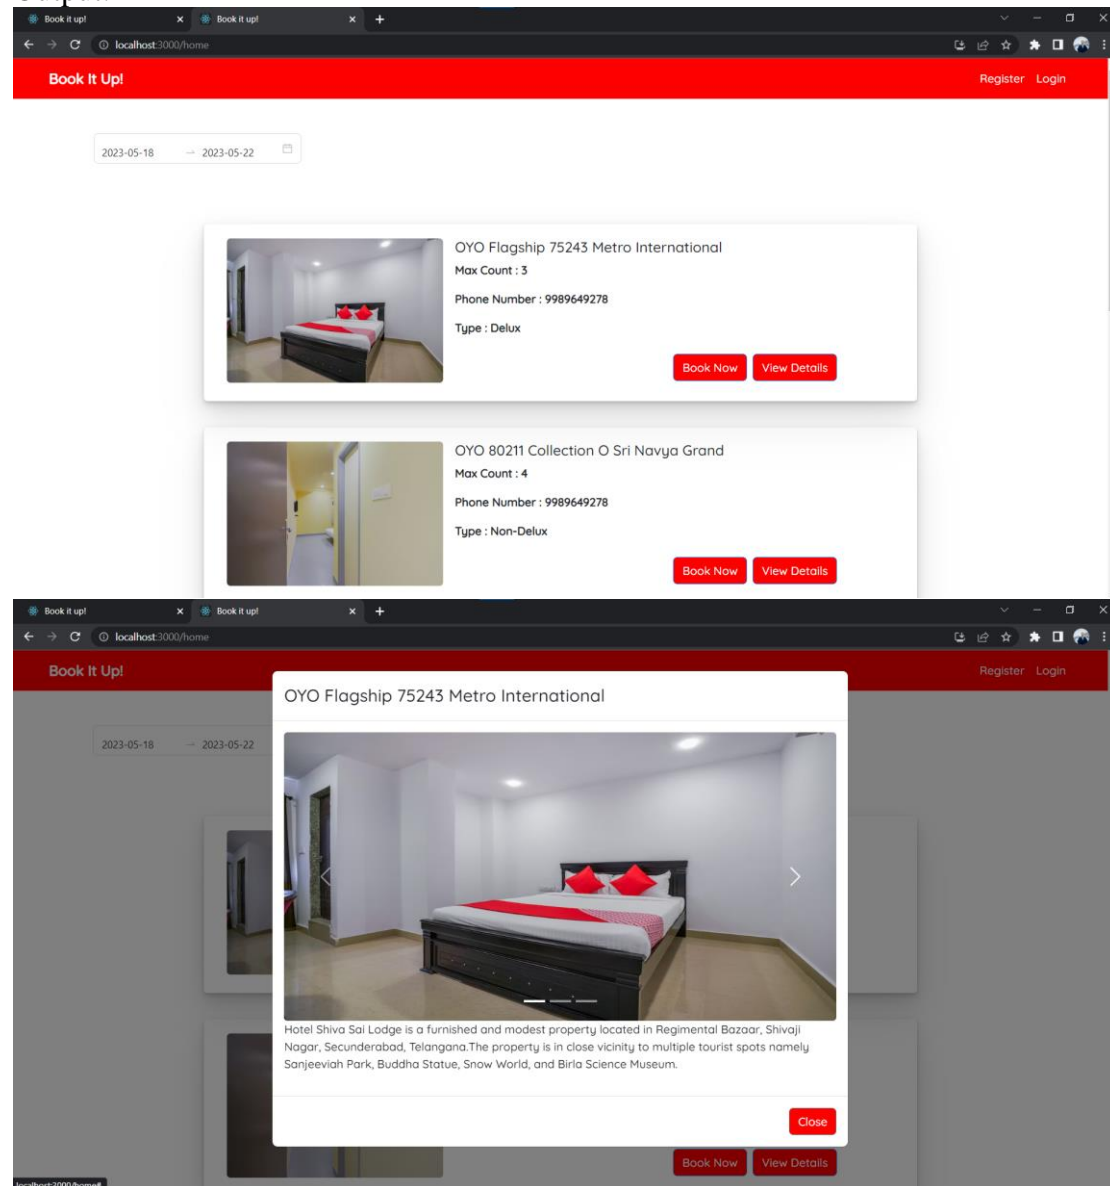 Output:
Book it up! Book it up!
localhost:3000/home
Book It Up! Register Login
2023-05-18 → 2023-05-22
OYO Flagship 75243 Metro International
Max Count : 3
Phone Number : 9989649278
Type : Delux
Book Now View Details
OYO 80211 Collection O Sri Navya Grand
Max Count : 4
Phone Number : 9989649278
Type : Non-Delux
Book Now View Details
Book it up! Book it up!
localhost:3000/home
Book It Up! Register Login
OYO Flagship 75243 Metro International
2023-05-18 → 2023-05-22
Hotel Shiva Sai Lodge is a furnished and modest property located in Regimental Bazaar, Shivaji
Nagar, Secunderabad, Telangana.The property is in close vicinity to multiple tourist spots namely
Sanjeeviah Park, Buddha Statue, Snow World, and Birla Science Museum.
Close
Book Now View Details
localhost:3000/home#